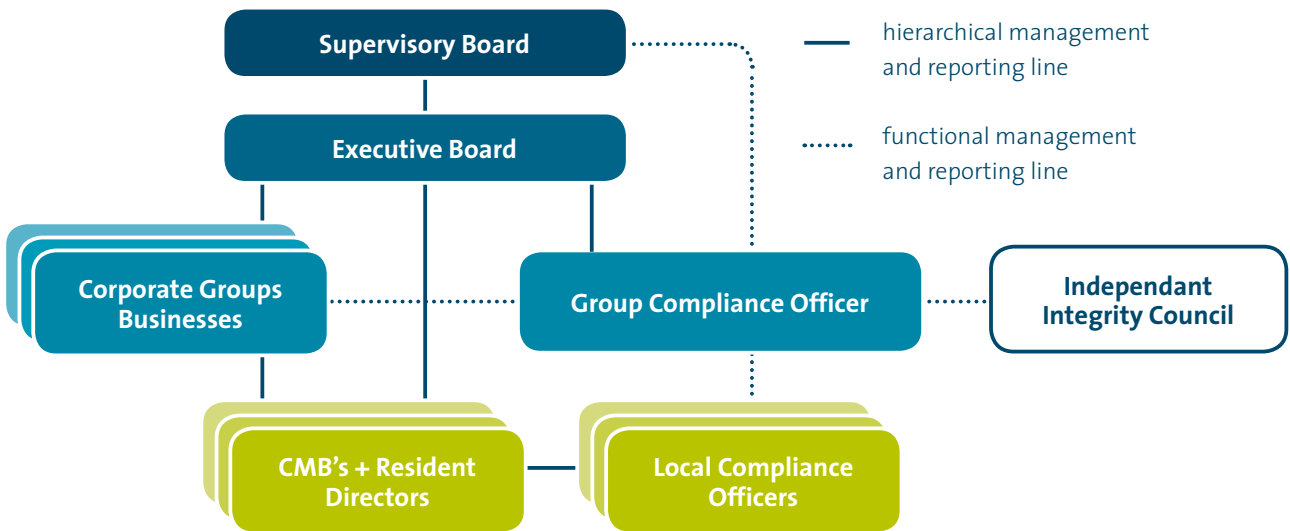 Supervisory Board
hierarchical management
and reporting line
Executive Board
functional management
and reporting line
Corporate Groups
Businesses
Group Compliance Officer
Independant
Integrity Council
CMB’s + Resident
Directors
Local Compliance
Officers